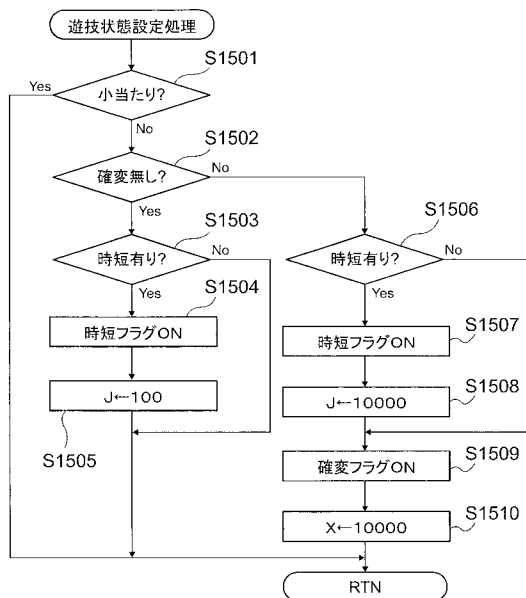 遊技状態設定処理
S1501
小当たり?
Yes
No
S1502
確変無し?
No
Yes
S1503
時短有り?
No
Yes
S1504
時短フラグON
J←100
S1505
S1506
時短有り?
No
Yes
S1507
時短フラグON
S1508
J←10000
S1509
確変フラグON
S1510
X←10000
RTN